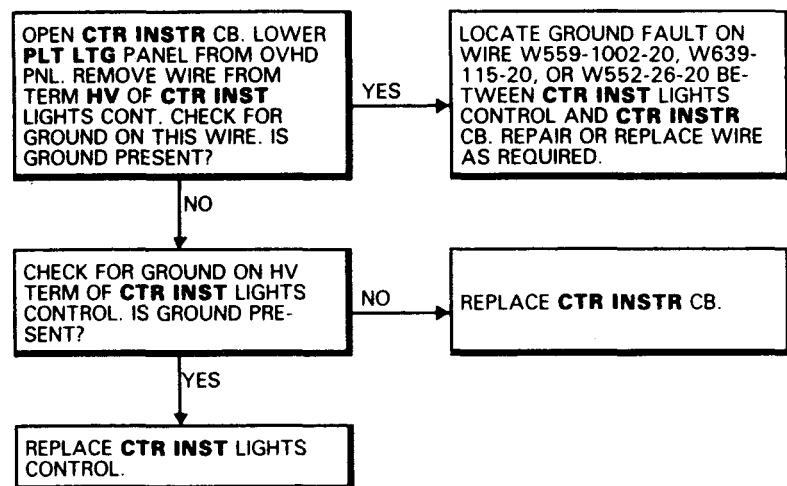 OPEN CTR INSTR CB. LOWER
PLT LTG PANEL FROM OVHD
PNL. REMOVE WIRE FROM
TERM HV OF CTR INST
LIGHTS CONT. CHECK FOR
GROUND ON THIS WIRE. IS
GROUND PRESENT?
YES
LOCATE GROUND FAULT ON
WIRE W559-1002-20, W639-
115-20, OR W552-26-20 BE-
TWEEN CTR INST LIGHTS
CONTROL AND CTR INSTR
CB. REPAIR OR REPLACE WIRE
AS REQUIRED.
NO
CHECK FOR GROUND ON HV
TERM OF CTR INST LIGHTS
CONTROL. IS GROUND PRE-
SENT?
NO
REPLACE CTR INSTR CB.
YES
REPLACE CTR INST LIGHTS
CONTROL.